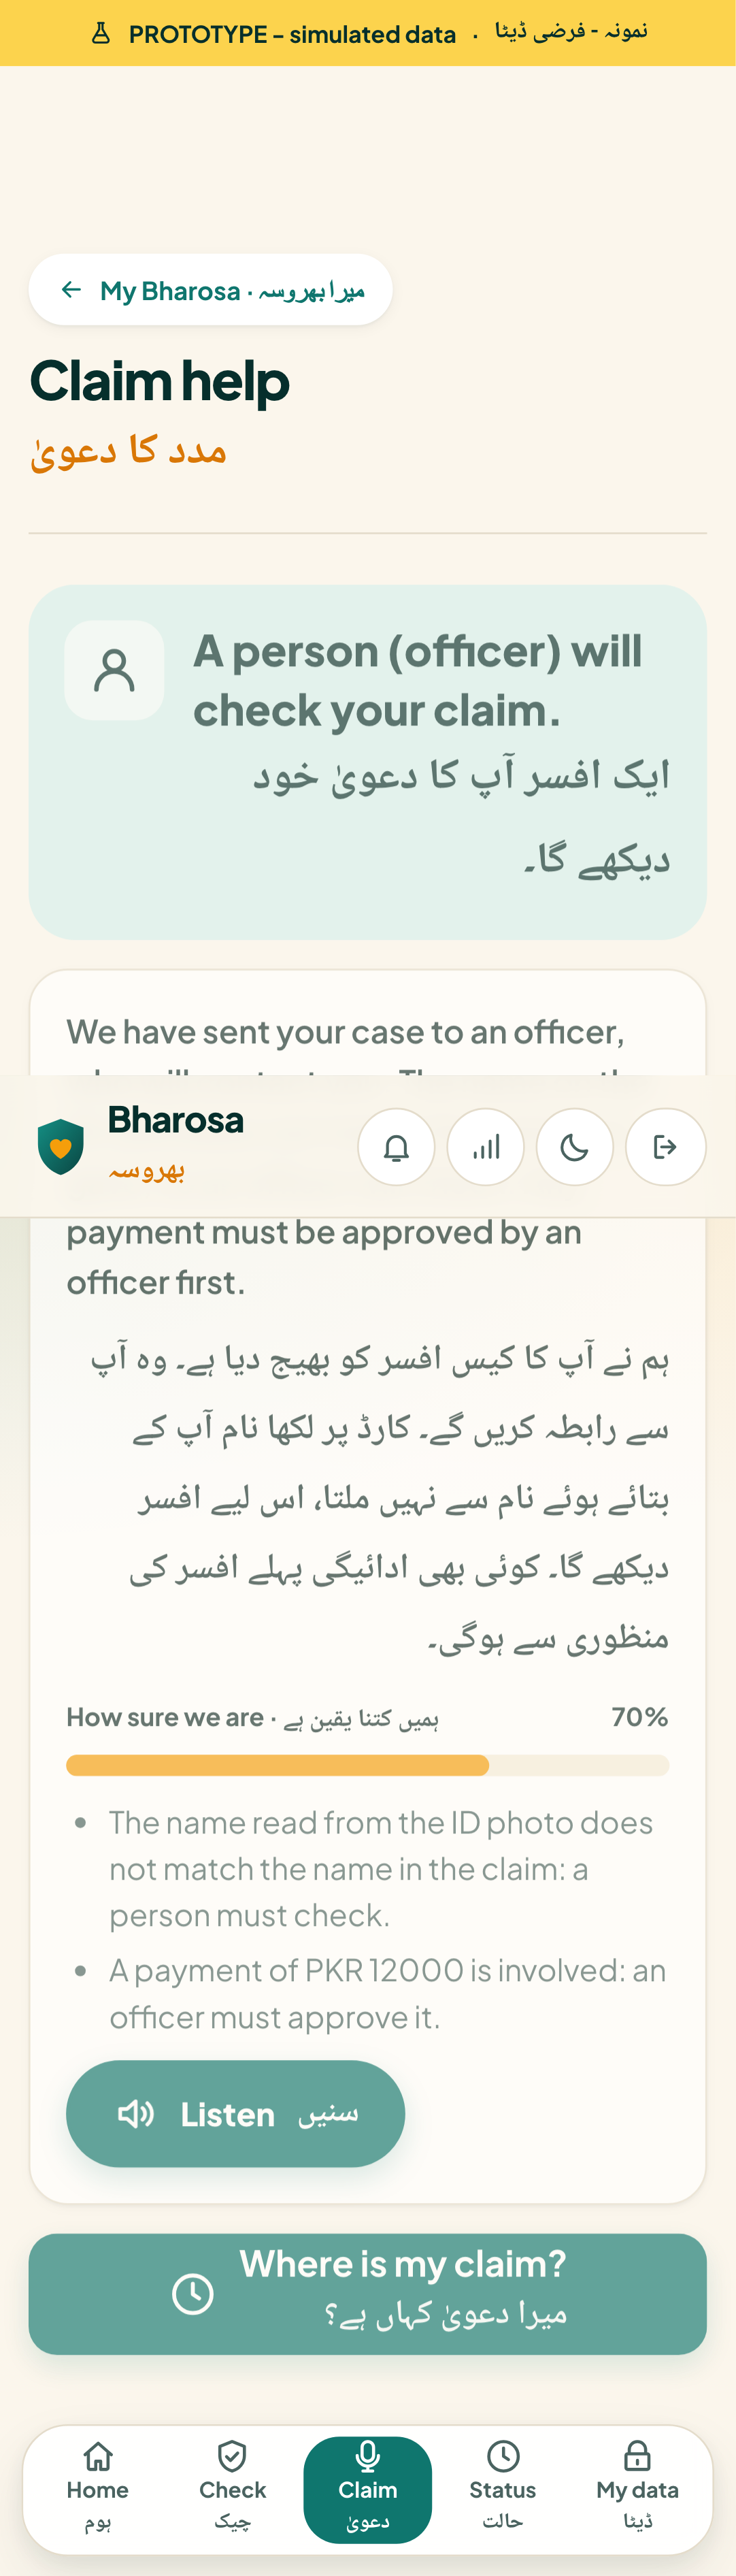 PROTOTYPE – simulated data · نمونہ - فرضی ڈیٹا
My Bharosa · میرا بھروسہ
Claim help
مدد کا دعویٰ
A person (officer) will
check your claim.
ایک افسر آپ کا دعویٰ خود
دیکھے گا۔
We have sent your case to an officer,
Bharosa
بھروسہ
payment must be approved by an
officer first.
ہم نے آپ کا کیس افسر کو بھیج دیا ہے۔ وہ آپ
سے رابطہ کریں گے۔ کارڈ پر لکھا نام آپ کے
بتائے ہوئے نام سے نہیں ملتا، اس لیے افسر
دیکھے گا۔ کوئی بھی ادائیگی پہلے افسر کی
منظوری سے ہوگی۔
How sure we are · ہمیں کتنا یقین ہے 70%
• The name read from the ID photo does
not match the name in the claim: a
person must check.
• A payment of PKR 12000 is involved: an
officer must approve it.
Listen سنیں
Where is my claim?
میرا دعویٰ کہاں ہے؟
Home Check Claim Status My data
ہوم چیک دعویٰ حالت ڈیٹا